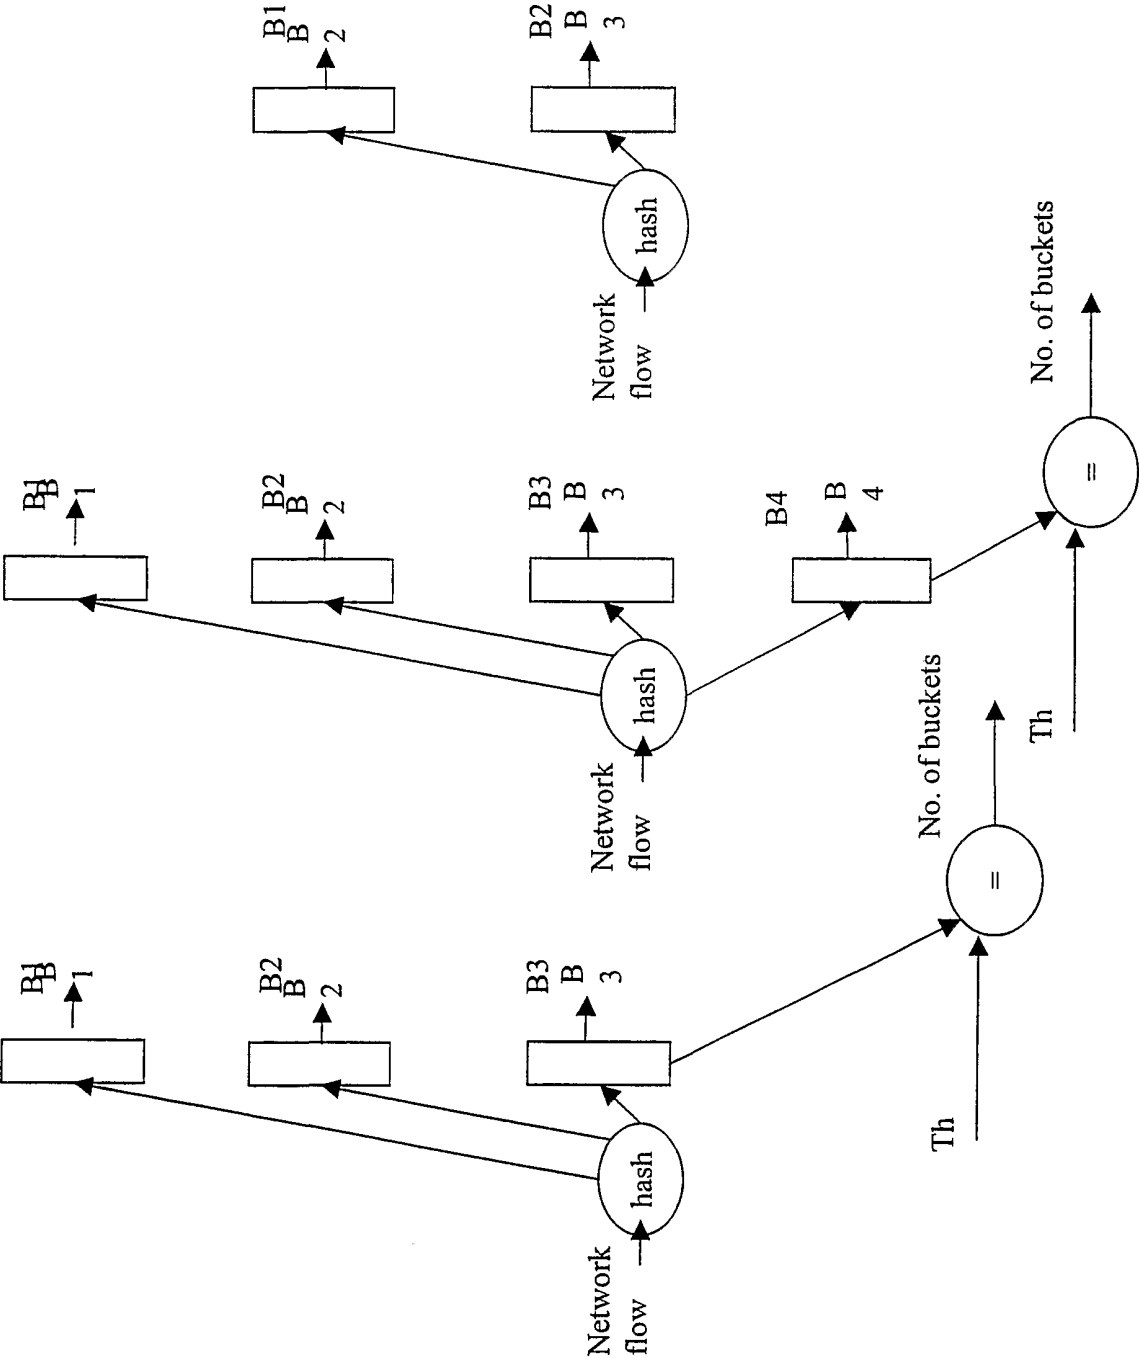 B1
B
1
B2
B
2
B3
B
3
Network
flow
hash
No. of buckets
Th
=
B1
B
1
B2
B
2
B3
B
3
Network
flow
hash
B4
B
4
No. of buckets
Th
=
B1
B
2
B2
B
3
Network
flow
hash